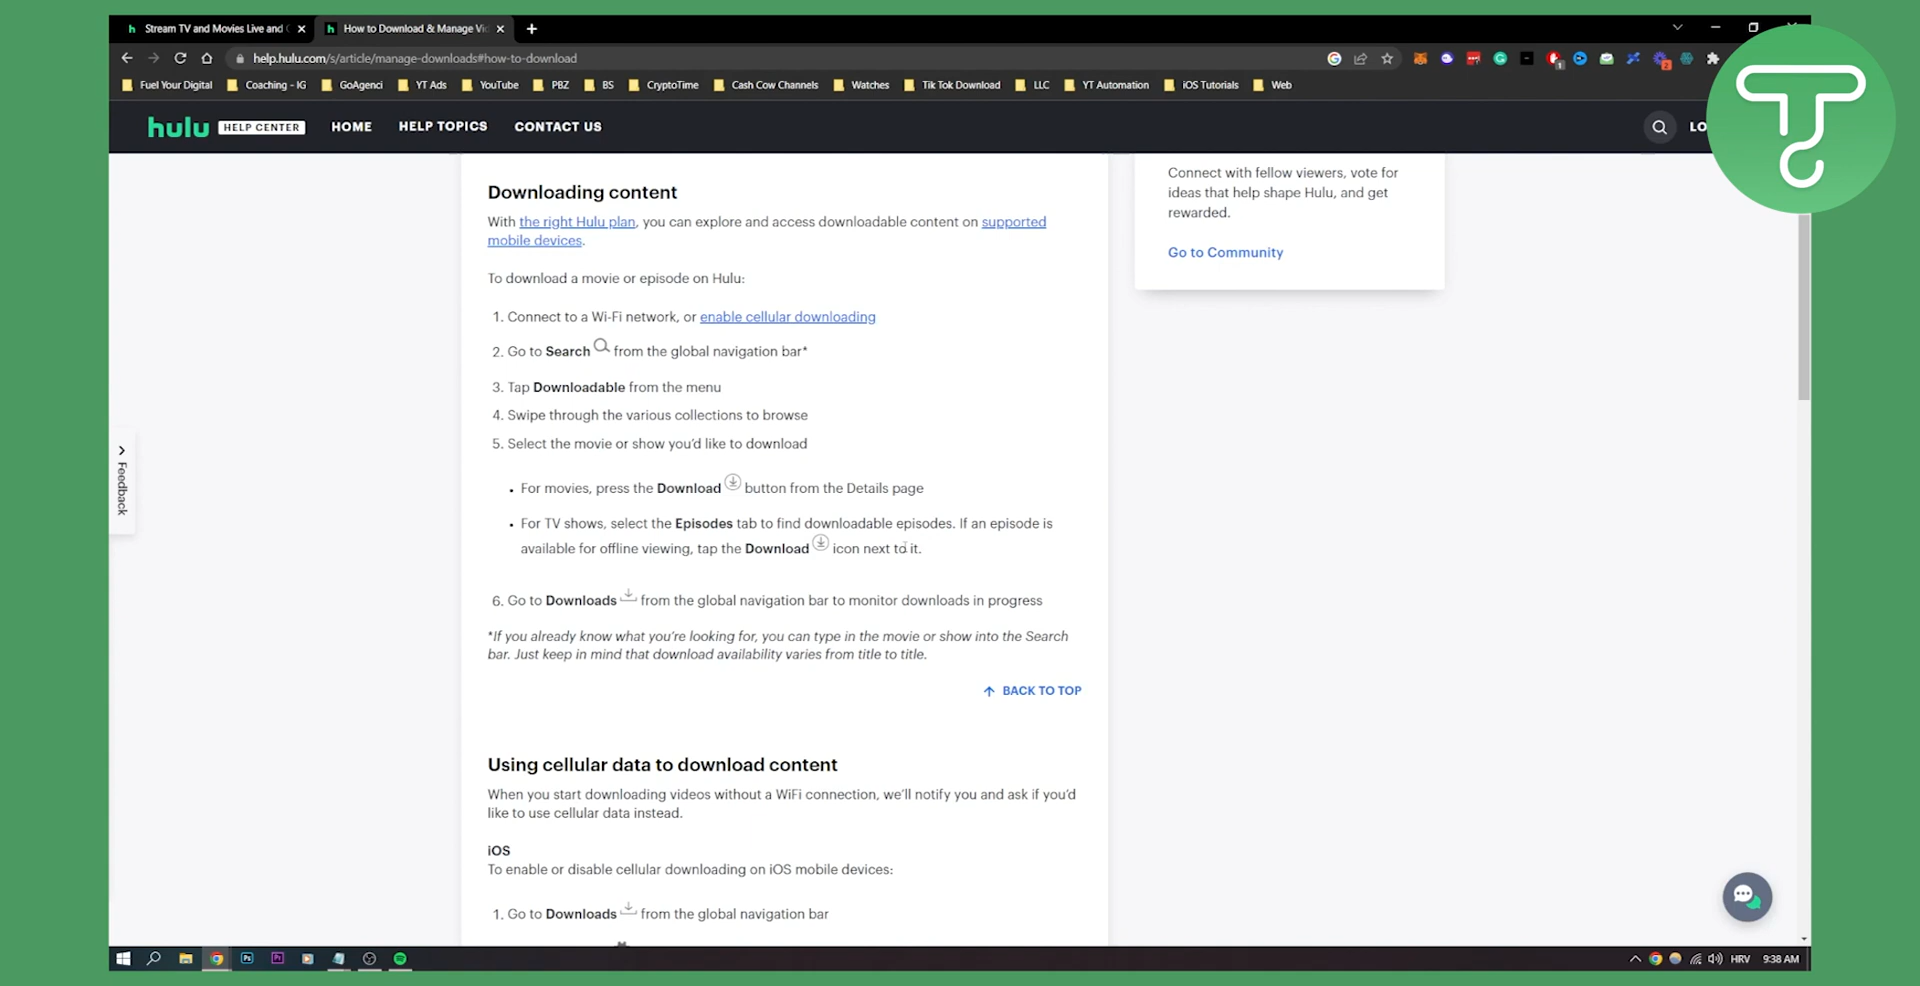 Stream TV and Movies Live and
How to Download & Manage Vi
help.hulu.com/s/article/manage-downloads#how-to-download
Fuel Your Digital Coaching - IG GoAgenci YT Ads YouTube PBZ BS CryptoTime Cash Cow Channels Watches Tik Tok Download LLC YT Automation iOS Tutorials Web
hulu HELP CENTER HOME HELP TOPICS CONTACT US LO
Downloading content
With the right Hulu plan, you can explore and access downloadable content on supported
mobile devices.
To download a movie or episode on Hulu:
1. Connect to a Wi-Fi network, or enable cellular downloading
2. Go to Search from the global navigation bar*
3. Tap Downloadable from the menu
4. Swipe through the various collections to browse
5. Select the movie or show you'd like to download
• For movies, press the Download button from the Details page
• For TV shows, select the Episodes tab to find downloadable episodes. If an episode is
available for offline viewing, tap the Download icon next to it.
6. Go to Downloads from the global navigation bar to monitor downloads in progress
*If you already know what you're looking for, you can type in the movie or show into the Search
bar. Just keep in mind that download availability varies from title to title.
BACK TO TOP
Using cellular data to download content
When you start downloading videos without a WiFi connection, we'll notify you and ask if you'd
like to use cellular data instead.
iOS
To enable or disable cellular downloading on iOS mobile devices:
1. Go to Downloads from the global navigation bar
Connect with fellow viewers, vote for
ideas that help shape Hulu, and get
rewarded.
Go to Community
Feedback
Ps Pr
HRV 9:38 AM